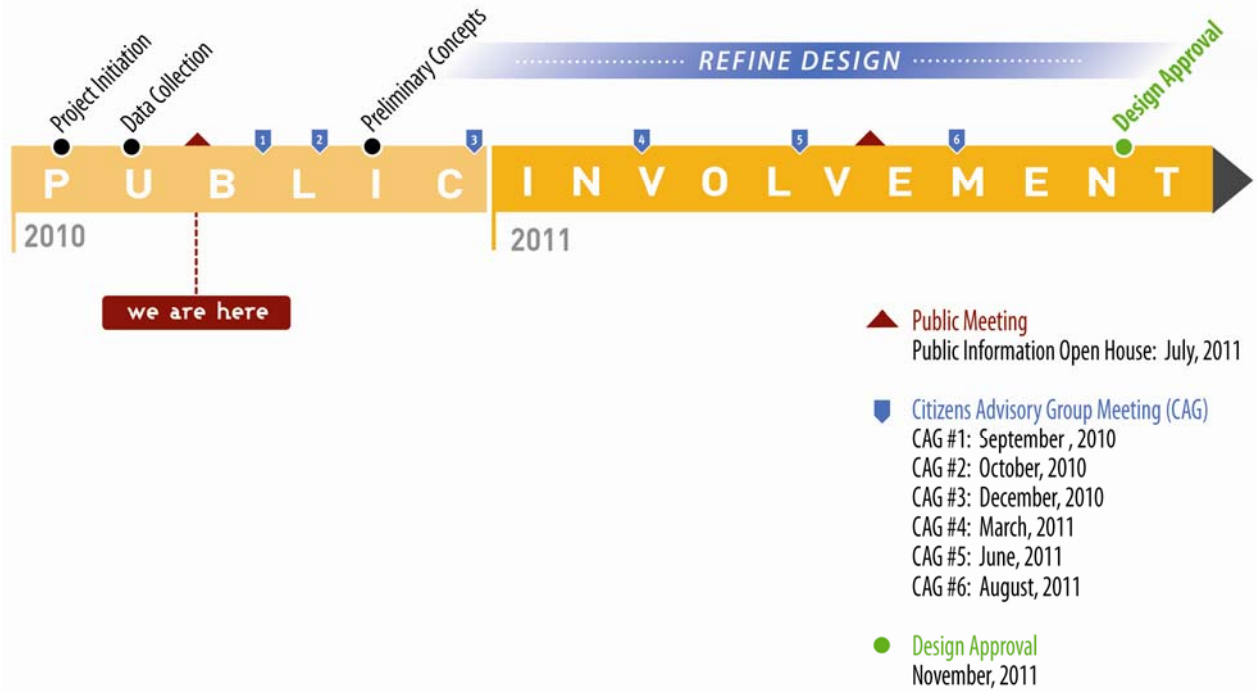 Project Initiation
Data Collection
Preliminary Concepts
REFINE DESIGN
Design Approval
1
2
3
4
5
6
PUBLIC INVOLVEMENT
2010
2011
we are here
Public Meeting
Public Information Open House: July, 2011
Citizens Advisory Group Meeting (CAG)
CAG #1: September , 2010
CAG #2: October, 2010
CAG #3: December, 2010
CAG #4: March, 2011
CAG #5: June, 2011
CAG #6: August, 2011
Design Approval
November, 2011